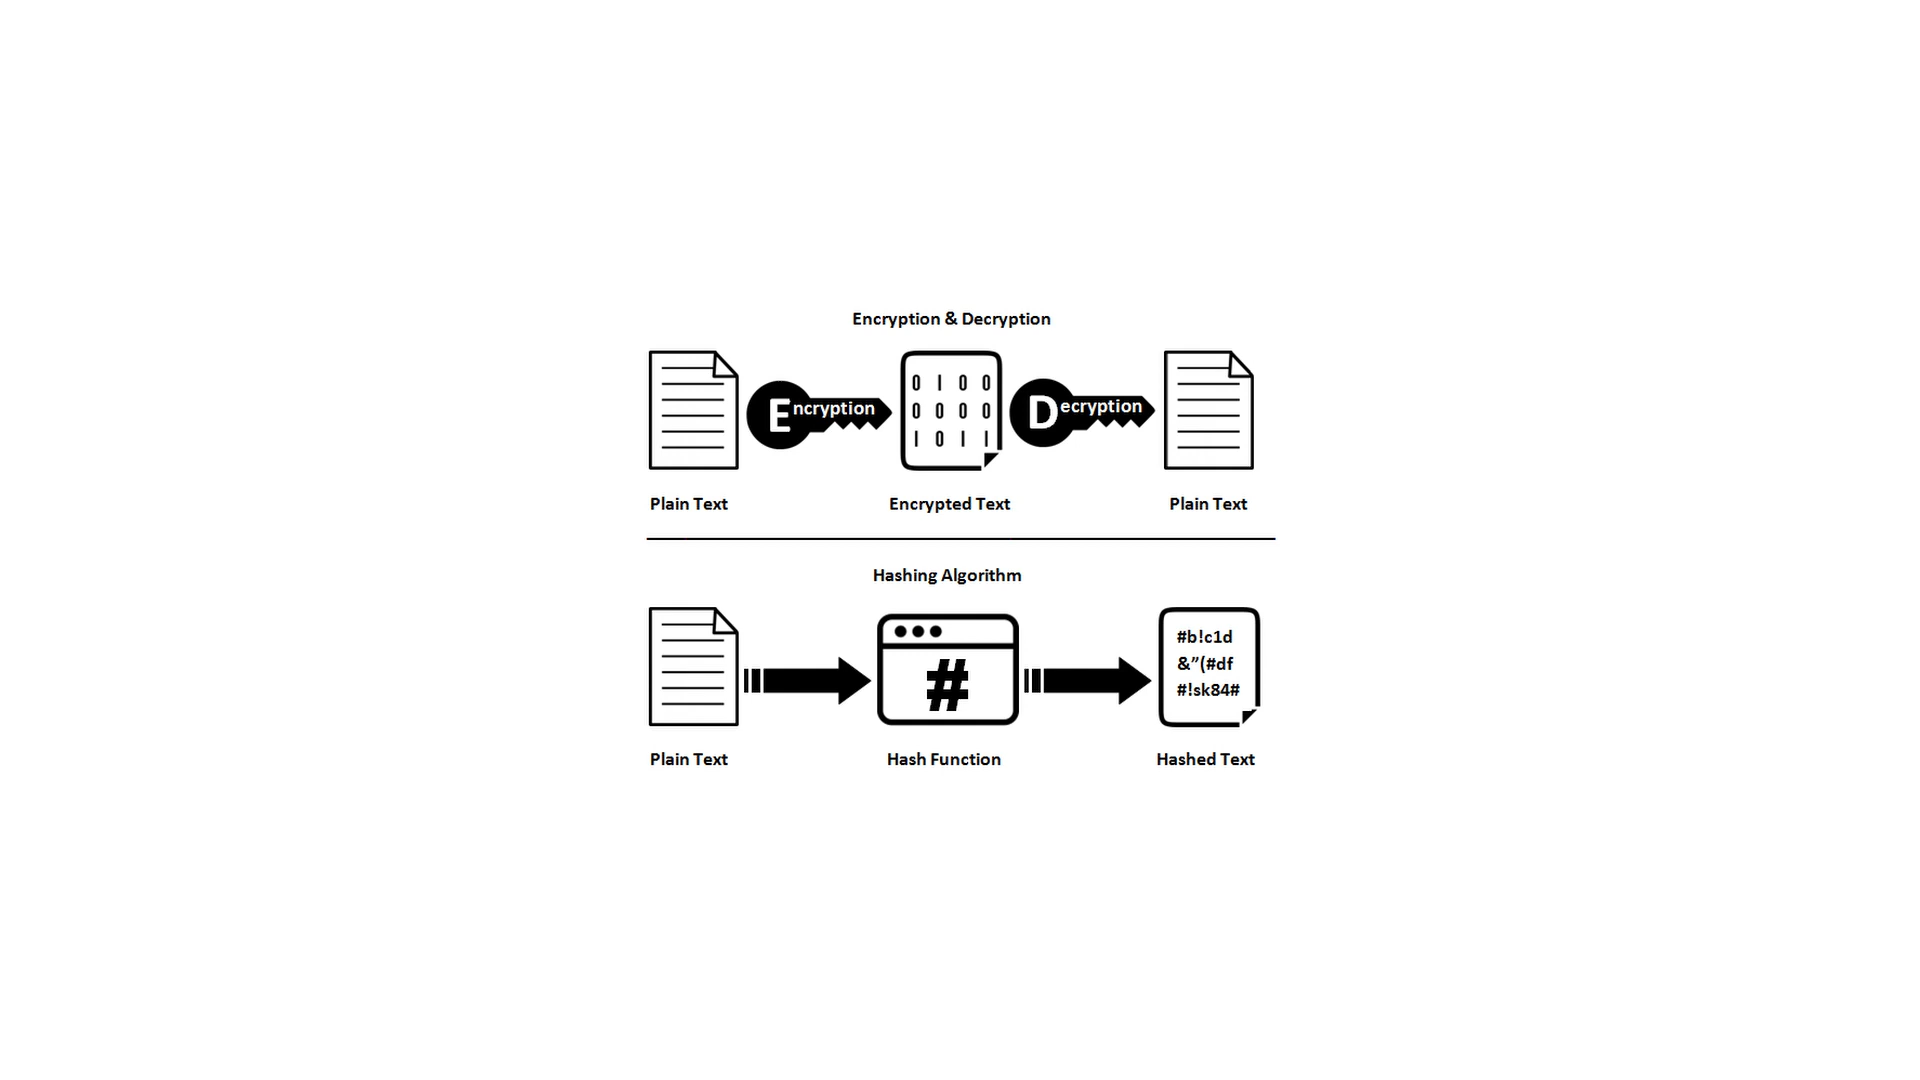 Encryption & Decryption
Encryption
0 1 0 0
0 0 0 0
1 0 1 1
Decryption
Plain Text
Encrypted Text
Plain Text
Hashing Algorithm
#
#b!c1d
&”(#df
#!sk84#
Plain Text
Hash Function
Hashed Text